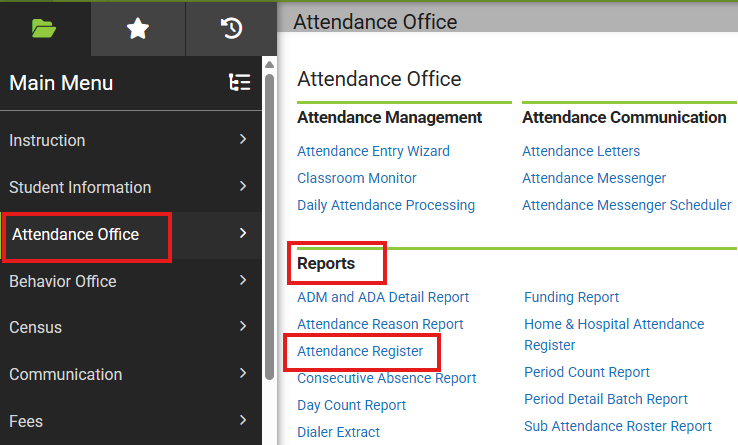 Attendance Office
Main Menu
Instruction
Student Information
Attendance Office
Behavior Office
Census
Communication
Fees
Attendance Office
Attendance Management
Attendance Entry Wizard
Classroom Monitor
Daily Attendance Processing
Attendance Communication
Attendance Letters
Attendance Messenger
Attendance Messenger Scheduler
Reports
ADM and ADA Detail Report
Attendance Reason Report
Attendance Register
Consecutive Absence Report
Day Count Report
Dialer Extract
Funding Report
Home & Hospital Attendance
Register
Period Count Report
Period Detail Batch Report
Sub Attendance Roster Report